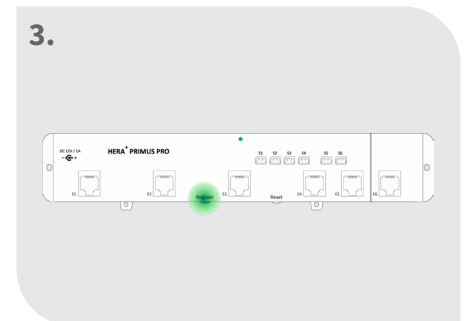 3.
DC 12V / 1A
HERA+ PRIMUS PRO
S1 S2 S3 S4 S5 S6
E1 E2 Register E3 Reset E4 E5 E6